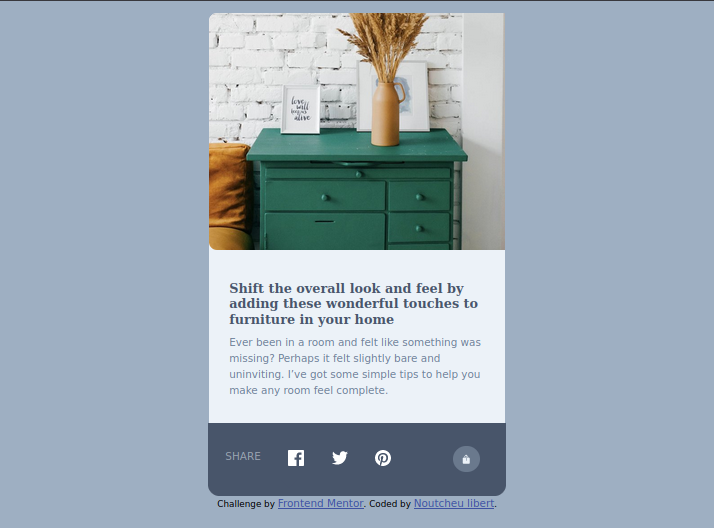 love
will
keep us
alive
Shift the overall look and feel by
adding these wonderful touches to
furniture in your home
Ever been in a room and felt like something was
missing? Perhaps it felt slightly bare and
uninviting. I’ve got some simple tips to help you
make any room feel complete.
SHARE
Challenge by Frontend Mentor. Coded by Noutcheu libert.